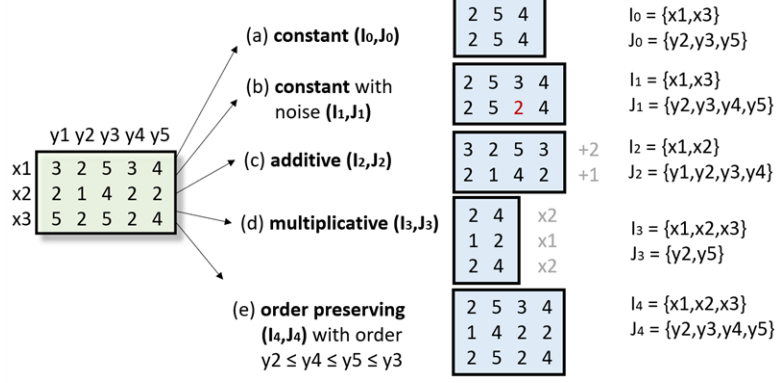 (a) constant (I0,J0)
2 5 4
2 5 4
I0 = {x1,x3}
J0 = {y2,y3,y5}
(b) constant with
noise (I1,J1)
2 5 3 4
2 5 2 4
I1 = {x1,x3}
J1 = {y2,y3,y4,y5}
y1 y2 y3 y4 y5
x1 3 2 5 3 4
x2 2 1 4 2 2
x3 5 2 5 2 4
(c) additive (I2,J2)
3 2 5 3 +2
2 1 4 2 +1
I2 = {x1,x2}
J2 = {y1,y2,y3,y4}
(d) multiplicative (I3,J3)
2 4 x2
1 2 x1
2 4 x2
I3 = {x1,x2,x3}
J3 = {y2,y5}
(e) order preserving
(I4,J4) with order
y2 ≤ y4 ≤ y5 ≤ y3
2 5 3 4
1 4 2 2
2 5 2 4
I4 = {x1,x2,x3}
J4 = {y2,y3,y4,y5}